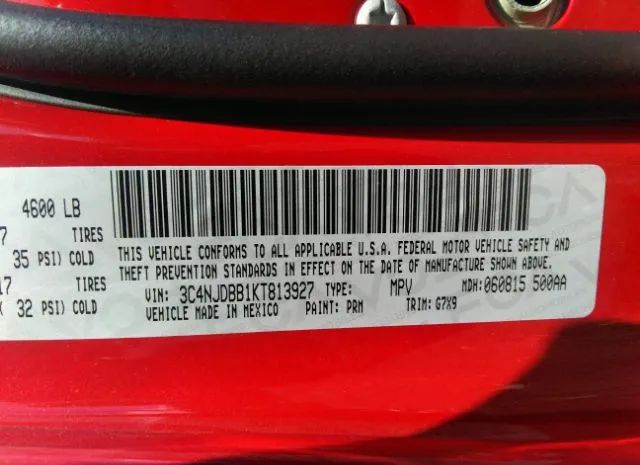 4600 LB
7 TIRES
35 PSI) COLD
17 TIRES
( 32 PSI) COLD
THIS VEHICLE CONFORMS TO ALL APPLICABLE U.S.A. FEDERAL MOTOR VEHICLE SAFETY AND
THEFT PREVENTION STANDARDS IN EFFECT ON THE DATE OF MANUFACTURE SHOWN ABOVE.
VIN: 3C4NJDBB1KT813927 TYPE: MPV MDH:060815 500AA
VEHICLE MADE IN MEXICO PAINT: PRM TRIM: G7X9